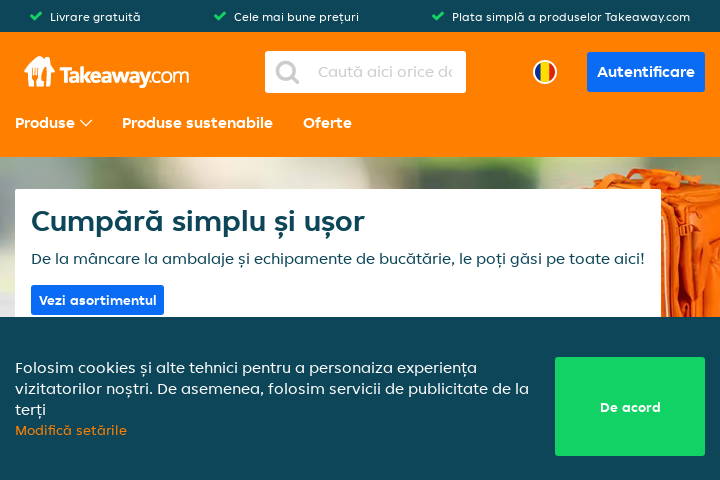 Livrare gratuită
Cele mai bune prețuri
Plata simplă a produselor Takeaway.com
Takeaway.com
Caută aici orice do
Autentificare
Produse
Produse sustenabile
Oferte
Cumpără simplu și ușor
De la mâncare la ambalaje și echipamente de bucătărie, le poți găsi pe toate aici!
Vezi asortimentul
Folosim cookies și alte tehnici pentru a personaiza experiența
vizitatorilor noștri. De asemenea, folosim servicii de publicitate de la
terți
Modifică setările
De acord